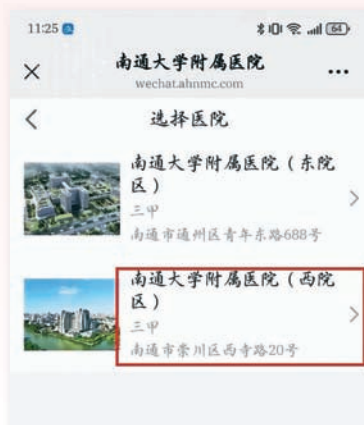 11:25
64
南通大学附属医院
wechat.ahnmc.com
选择医院
南通大学附属医院（东院
区）
三甲
南通市通州区青年东路688号
南通大学附属医院（西院
区）
三甲
南通市崇川区西寺路20号